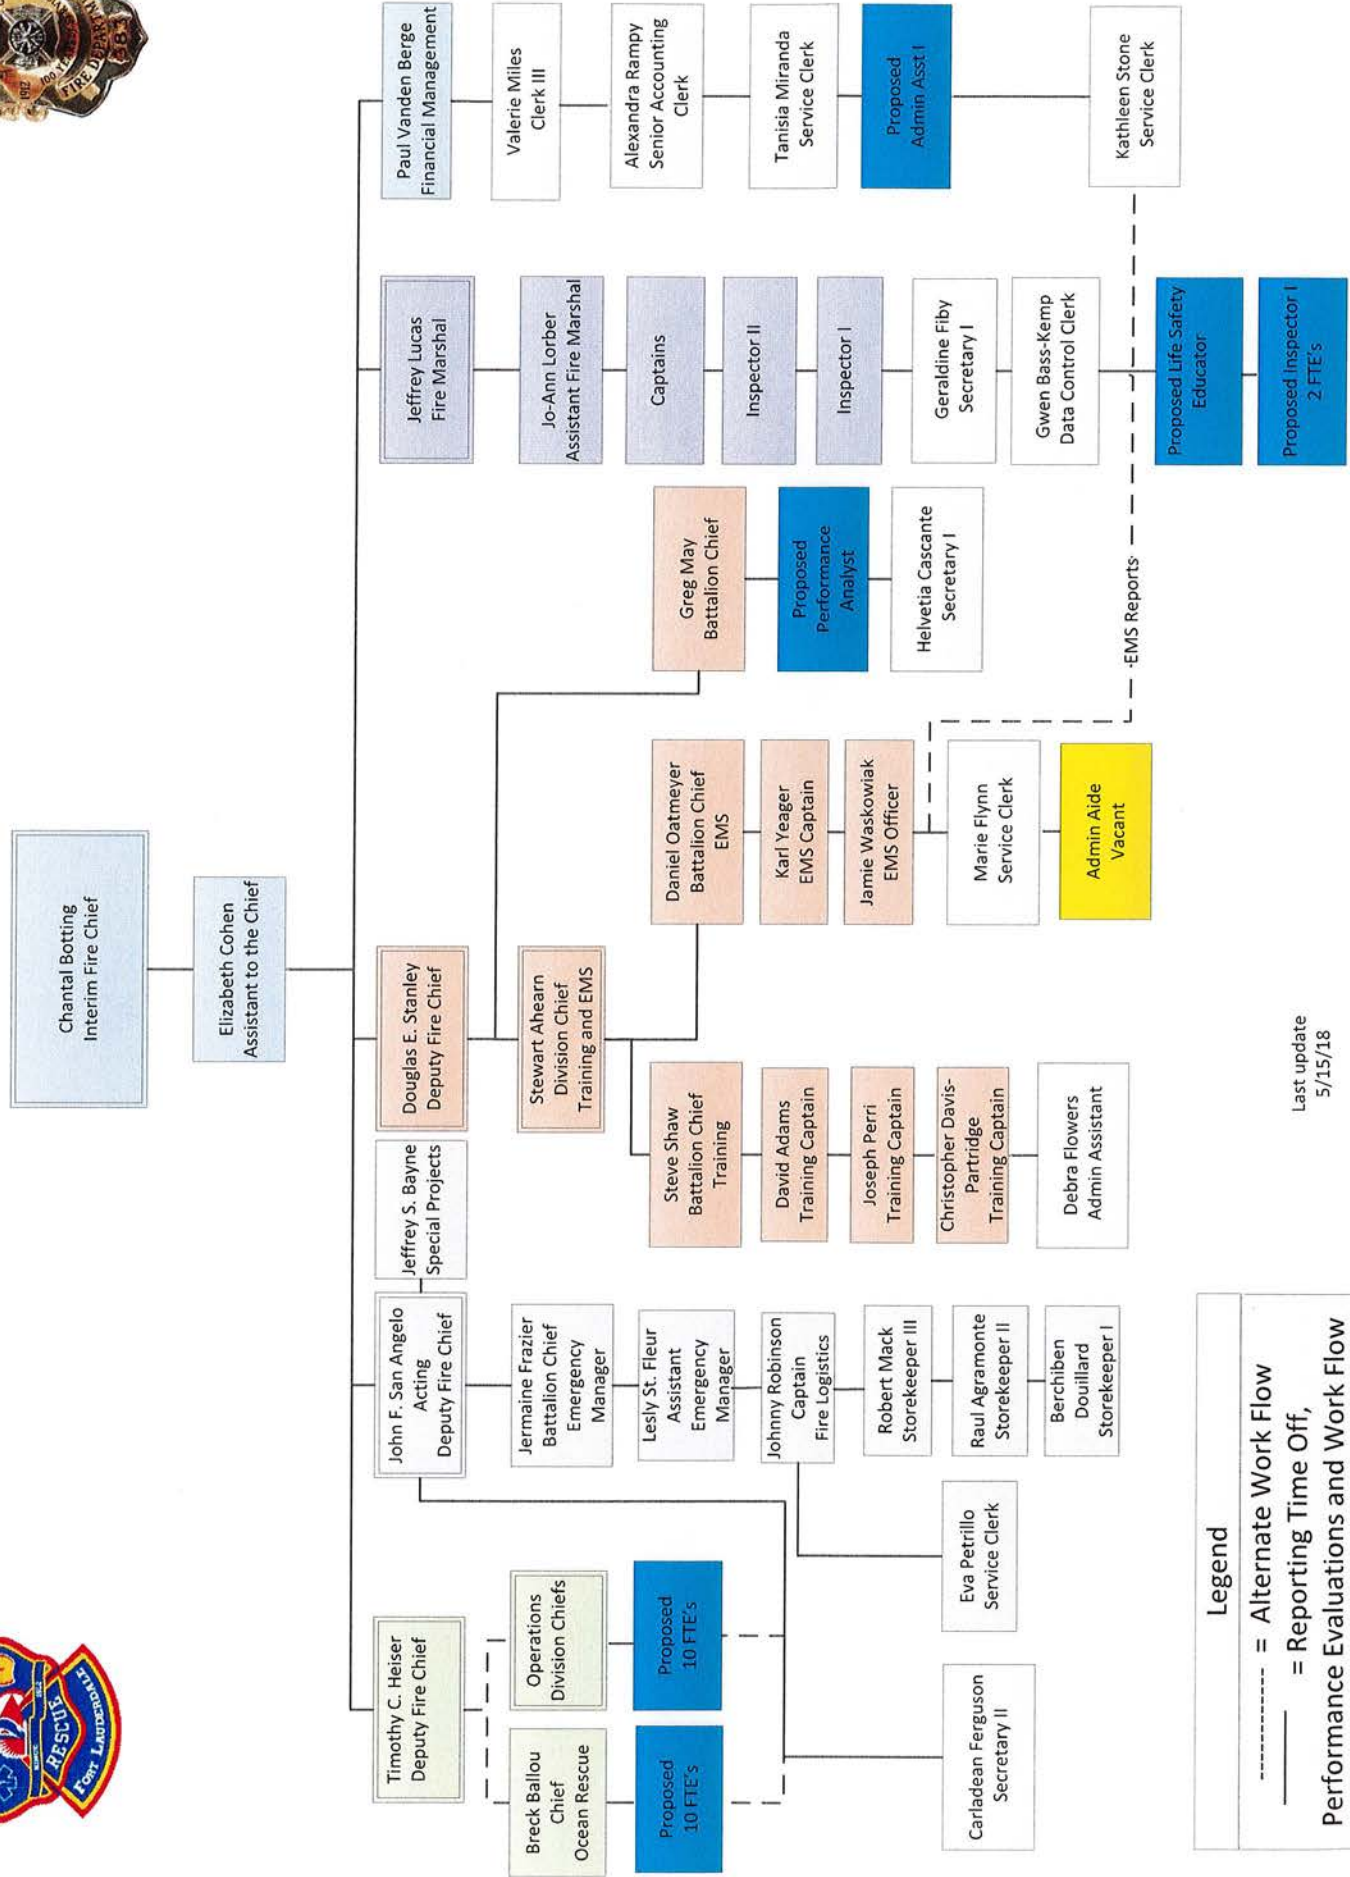 RESCUE
FORT LAUDERDALE
1912
100 YEARS
FIRE DEPARTM
Chantal Botting
Interim Fire Chief
Elizabeth Cohen
Assistant to the Chief
Timothy C. Heiser
Deputy Fire Chief
Breck Ballou
Chief
Ocean Rescue
Operations
Division Chiefs
Proposed
10 FTE's
Proposed
10 FTE's
Carladean Ferguson
Secretary II
John F. San Angelo
Acting
Deputy Fire Chief
Jeffrey S. Bayne
Special Projects
Jermaine Frazier
Battalion Chief
Emergency
Manager
Lesly St. Fleur
Assistant
Emergency
Manager
Johnny Robinson
Captain
Fire Logistics
Robert Mack
Storekeeper III
Raul Agramonte
Storekeeper II
Berchiben
Douillard
Storekeeper I
Eva Petrillo
Service Clerk
Douglas E. Stanley
Deputy Fire Chief
Stewart Ahearn
Division Chief
Training and EMS
Steve Shaw
Battalion Chief
Training
David Adams
Training Captain
Joseph Perri
Training Captain
Christopher Davis-
Partridge
Training Captain
Debra Flowers
Admin Assistant
Daniel Oatmeyer
Battalion Chief
EMS
Karl Yeager
EMS Captain
Jamie Waskowiak
EMS Officer
Marie Flynn
Service Clerk
Admin Aide
Vacant
Greg May
Battalion Chief
Proposed
Performance
Analyst
Helvetia Cascante
Secretary I
EMS Reports
Jeffrey Lucas
Fire Marshal
Jo-Ann Lorber
Assistant Fire Marshal
Captains
Inspector II
Inspector I
Geraldine Fiby
Secretary I
Gwen Bass-Kemp
Data Control Clerk
Proposed Life Safety
Educator
Proposed Inspector I
2 FTE's
Paul Vanden Berge
Financial Management
Valerie Miles
Clerk III
Alexandra Rampy
Senior Accounting
Clerk
Tanisia Miranda
Service Clerk
Proposed
Admin Asst I
Kathleen Stone
Service Clerk
Legend
----------- = Alternate Work Flow
——— = Reporting Time Off,
Performance Evaluations and Work Flow
Last update
5/15/18